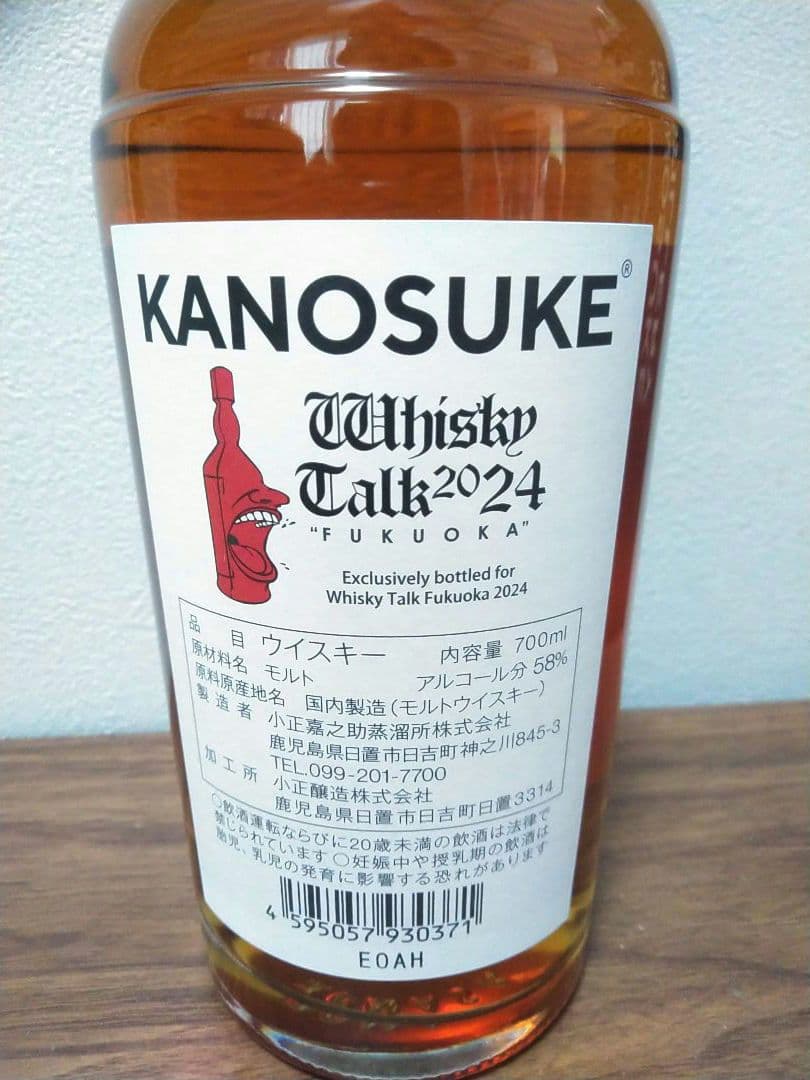 KANOSUKE®
Whisky
Talk 2024
"FUKUOKA"
Exclusively bottled for
Whisky Talk Fukuoka 2024
品目 ウイスキー 内容量 700ml
原材料名 モルト アルコール分 58%
原料原産地名 国内製造(モルトウイスキー)
製造者 小正嘉之助蒸溜所株式会社
鹿児島県日置市日吉町神之川845-3
TEL.099-201-7700
加工所 小正醸造株式会社
鹿児島県日置市日吉町日置3314
○飲酒運転ならびに20歳未満の飲酒は法律で
禁じられています ○妊娠中や授乳期の飲酒は
胎児、乳児の発育に影響する恐れがあります
4 595057 930371
EOAH